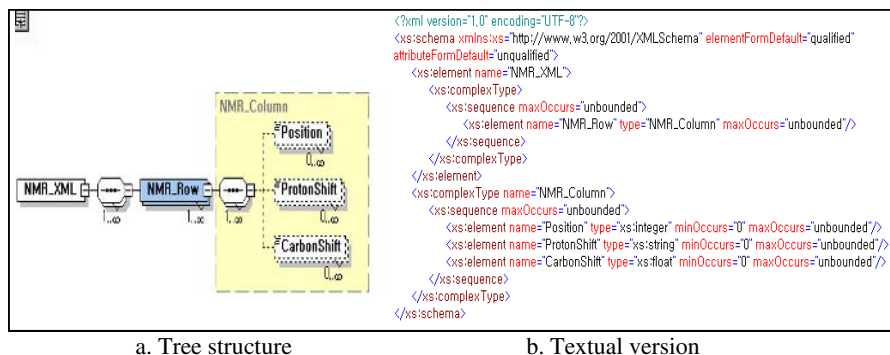 NMR_Column
Position
0..∞
NMR_XML
NMR_Row
ProtonShift
1..∞
1..∞
1..∞
0..∞
CarbonShift
0..∞
<?xml version="1.0" encoding="UTF-8"?>
<xs:schema xmlns:xs="http://www.w3.org/2001/XMLSchema" elementFormDefault="qualified"
attributeFormDefault="unqualified">
<xs:element name="NMR_XML">
<xs:complexType>
<xs:sequence maxOccurs="unbounded">
<xs:element name="NMR_Row" type="NMR_Column" maxOccurs="unbounded"/>
</xs:sequence>
</xs:complexType>
</xs:element>
<xs:complexType name="NMR_Column">
<xs:sequence maxOccurs="unbounded">
<xs:element name="Position" type="xs:integer" minOccurs="0" maxOccurs="unbounded"/>
<xs:element name="ProtonShift" type="xs:string" minOccurs="0" maxOccurs="unbounded"/>
<xs:element name="CarbonShift" type="xs:float" minOccurs="0" maxOccurs="unbounded"/>
</xs:sequence>
</xs:complexType>
</xs:schema>
a. Tree structure
b. Textual version